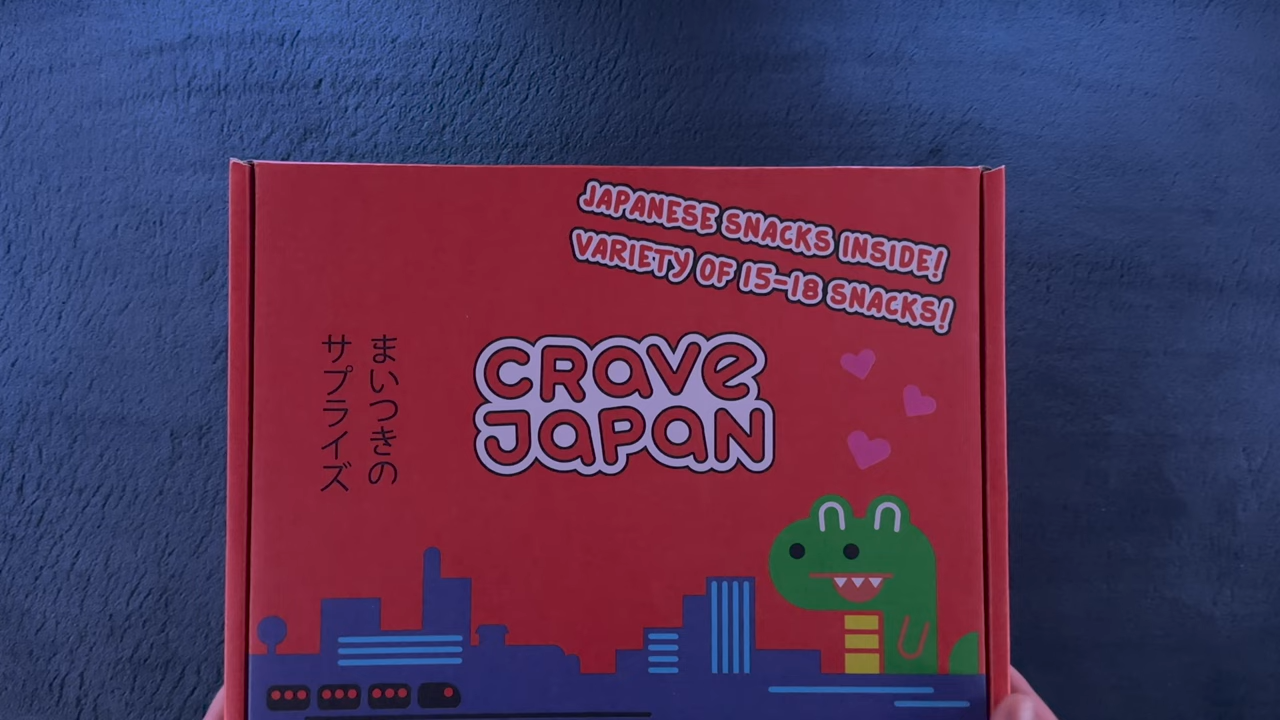 JAPANESE SNACKS INSIDE!
VARIETY OF 15-18 SNACKS!
まいつきの
サプライズ
CRAVE
JAPAN